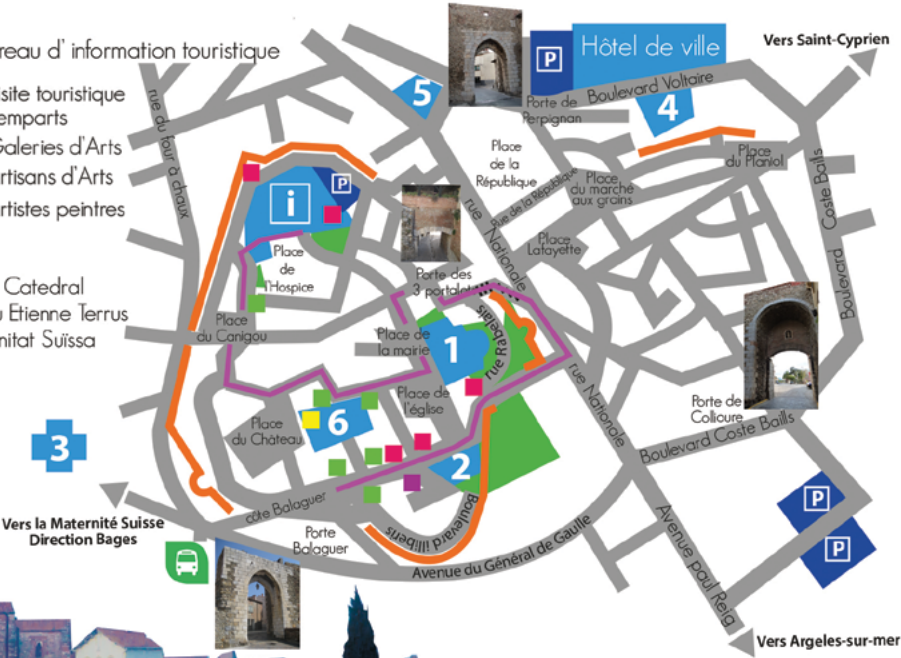 reau d' information touristique
site touristique
emparts
Galeries d'Arts
rtisans d'Arts
rtistes peintres
Catedral
u Etienne Terrus
nitat Suïssa
rue du four à chaux
Hôtel de ville
P
Vers Saint-Cyprien
Boulevard Voltaire
Porte de
Perpignan
5
4
Place
de la
République
Rue de la République
Place
du marché
aux grains
Place
du Planiol
Boulevard Coste Bails
rue Nationale
Place
Lafayette
i
P
Place
de
l'Hospice
Porte des
3 portalets
Place
du Canigou
Place de
la mairie
1
rue Rabelais
Place de
l'église
Place
du Château
6
2
3
rue Nationale
Porte de
Collioure
Boulevard Coste Bails
P
P
Vers la Maternité Suisse
Direction Bages
côte Balaguer
Porte
Balaguer
Boulevard illiberis
Avenue du Général de Gaulle
Avenue paul Reig
Vers Argeles-sur-mer